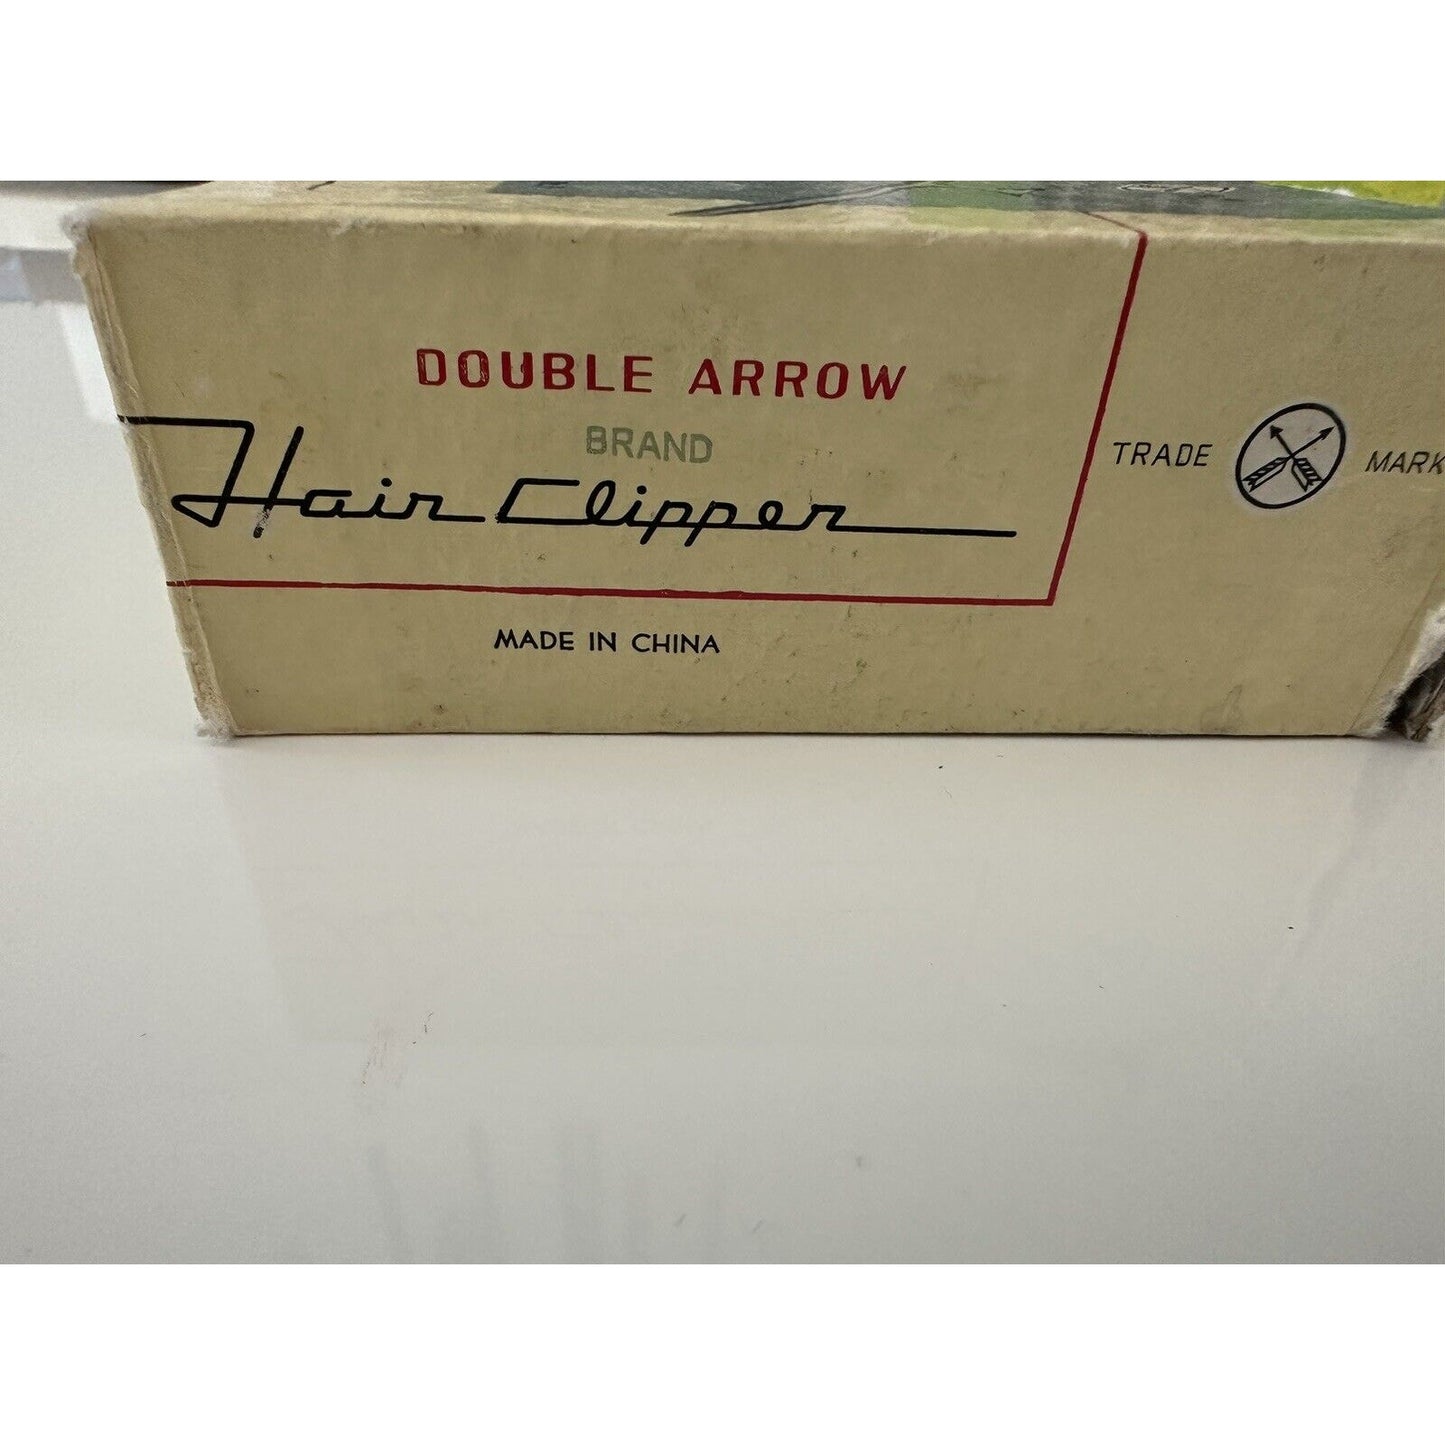 DOUBLE ARROW
BRAND
Hair Clipper
MADE IN CHINA
TRADE MARK